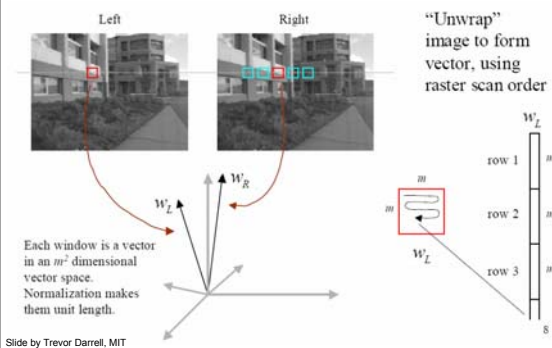 Left
Right
"Unwrap"
image to form
vector, using
raster scan order
w_L
row 1
m
row 2
m
row 3
m
m
m
w_L
w_L
w_R
Each window is a vector
in an m² dimensional
vector space.
Normalization makes
them unit length.
8
Slide by Trevor Darrell, MIT